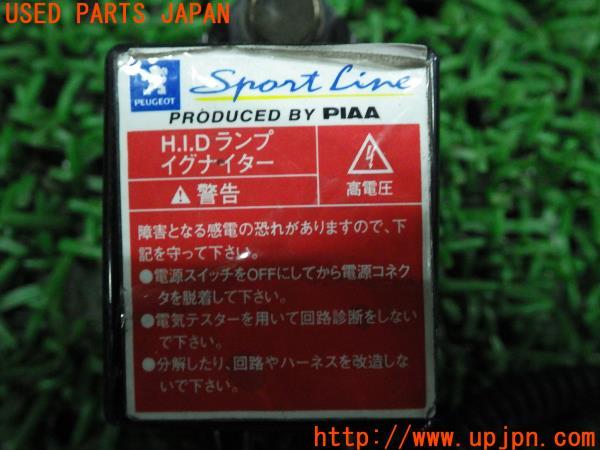 USED PARTS JAPAN
PEUGEOT
Sport Line
PRODUCED BY PIAA
H.I.Dランプ
イグナイター
警告
高電圧
障害となる感電の恐れがありますので、下
記を守って下さい。
●電源スイッチをOFFにしてから電源コネク
タを脱着して下さい。
●電気テスターを用いて回路診断をしない
で下さい。
●分解したり、回路やハーネスを改造しな
いで下さい。
http://www.upjpn.com/